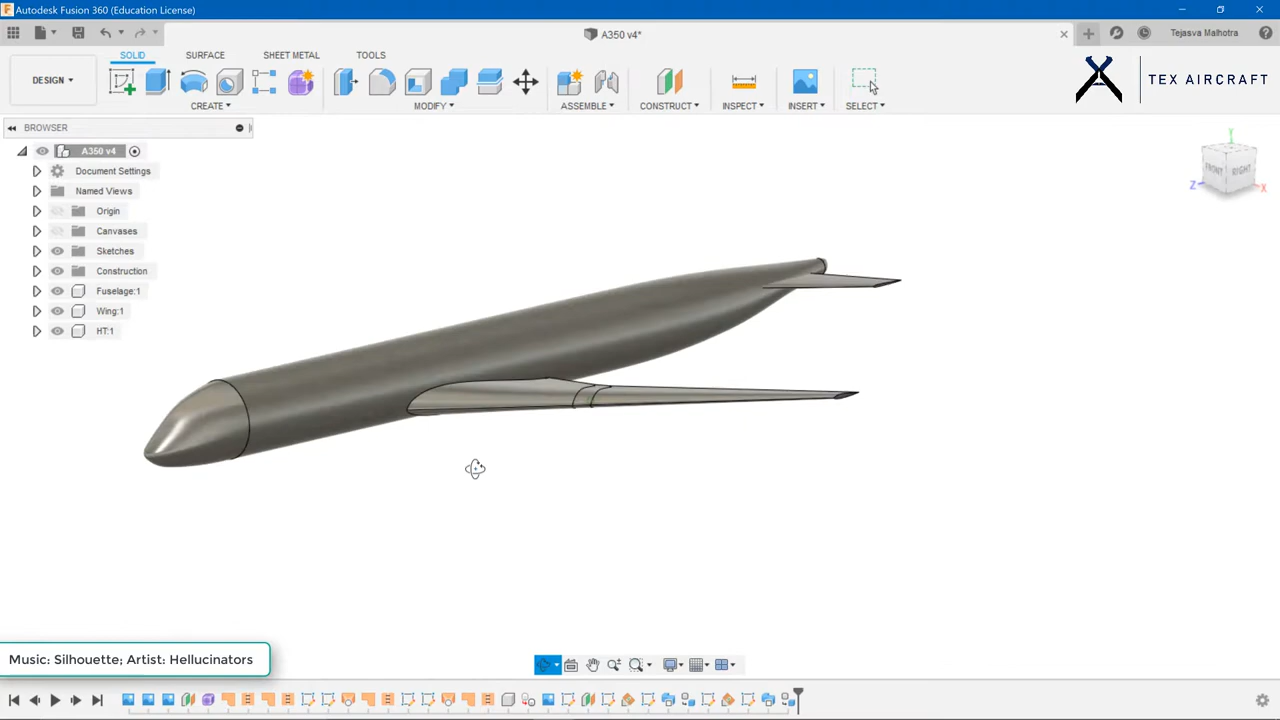 Autodesk Fusion 360 (Education License)
A350 v4*
Tejasva Malhotra
SOLID SURFACE SHEET METAL TOOLS
DESIGN
CREATE MODIFY ASSEMBLE CONSTRUCT INSPECT INSERT SELECT
TEX AIRCRAFT
BROWSER
A350 v4
Document Settings
Named Views
Origin
Canvases
Sketches
Construction
Fuselage:1
Wing:1
HT:1
Y
FRONT RIGHT
Z X
Music: Silhouette; Artist: Hellucinators